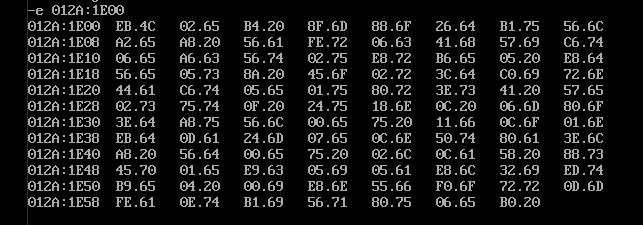 -e 012A:1E00
012A:1E00 EB.4C 02.65 B4.20 8F.6D 88.6F 26.64 B1.75 56.6C
012A:1E08 A2.65 A8.20 56.61 FE.72 06.63 41.68 57.69 C6.74
012A:1E10 06.65 A6.63 56.74 02.75 E8.72 B6.65 05.20 E8.64
012A:1E18 56.65 05.73 8A.20 45.6F 02.72 3C.64 C0.69 72.6E
012A:1E20 44.61 C6.74 05.65 01.75 80.72 3E.73 41.20 57.65
012A:1E28 02.73 75.74 0F.20 24.75 18.6E 0C.20 06.6D 80.6F
012A:1E30 3E.64 A8.75 56.6C 00.65 75.20 11.66 0C.6F 01.6E
012A:1E38 EB.64 0D.61 24.6D 07.65 0C.6E 50.74 80.61 3E.6C
012A:1E40 A8.20 56.64 00.65 75.20 02.6C 0C.61 58.20 88.73
012A:1E48 45.70 01.65 E9.63 05.69 05.61 E8.6C 32.69 ED.74
012A:1E50 B9.65 04.20 00.69 E8.6E 55.66 F0.6F 72.72 0D.6D
012A:1E58 FE.61 0E.74 B1.69 56.71 80.75 06.65 B0.20